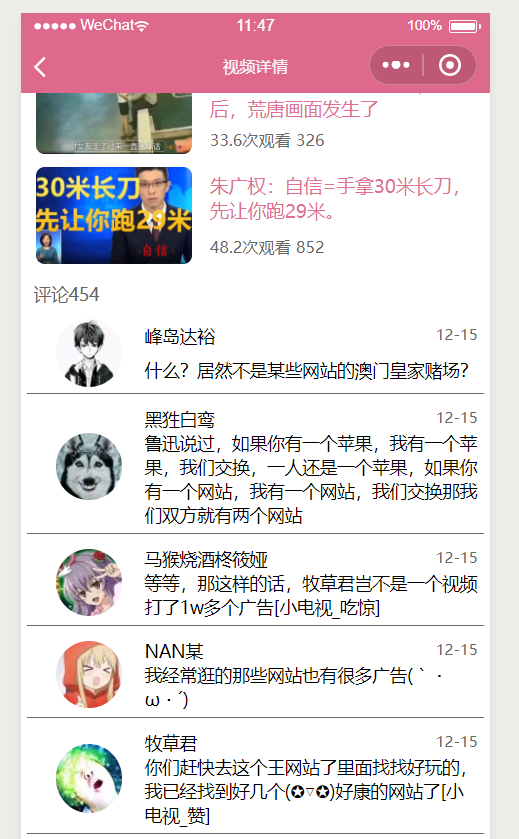 WeChat 11:47 100%
视频详情
后，荒唐画面发生了
33.6次观看 326
30米长刀
先让你跑29米
自信
朱广权：自信=手拿30米长刀，
先让你跑29米。
48.2次观看 852
评论454
峰岛达裕 12-15
什么？居然不是某些网站的澳门皇家赌场？
黑狌白鸾 12-15
鲁迅说过，如果你有一个苹果，我有一个苹
果，我们交换，一人还是一个苹果，如果你
有一个网站，我有一个网站，我们交换那我
们双方就有两个网站
马猴烧酒柊筱娅 12-15
等等，那这样的话，牧草君岂不是一个视频
打了1w多个广告[小电视_吃惊]
NAN某 12-15
我经常逛的那些网站也有很多广告(｀・
ω・´)
牧草君 12-15
你们赶快去这个王网站了里面找找好玩的，
我已经找到好几个(✪▽✪)好康的网站了[小
电视_赞]